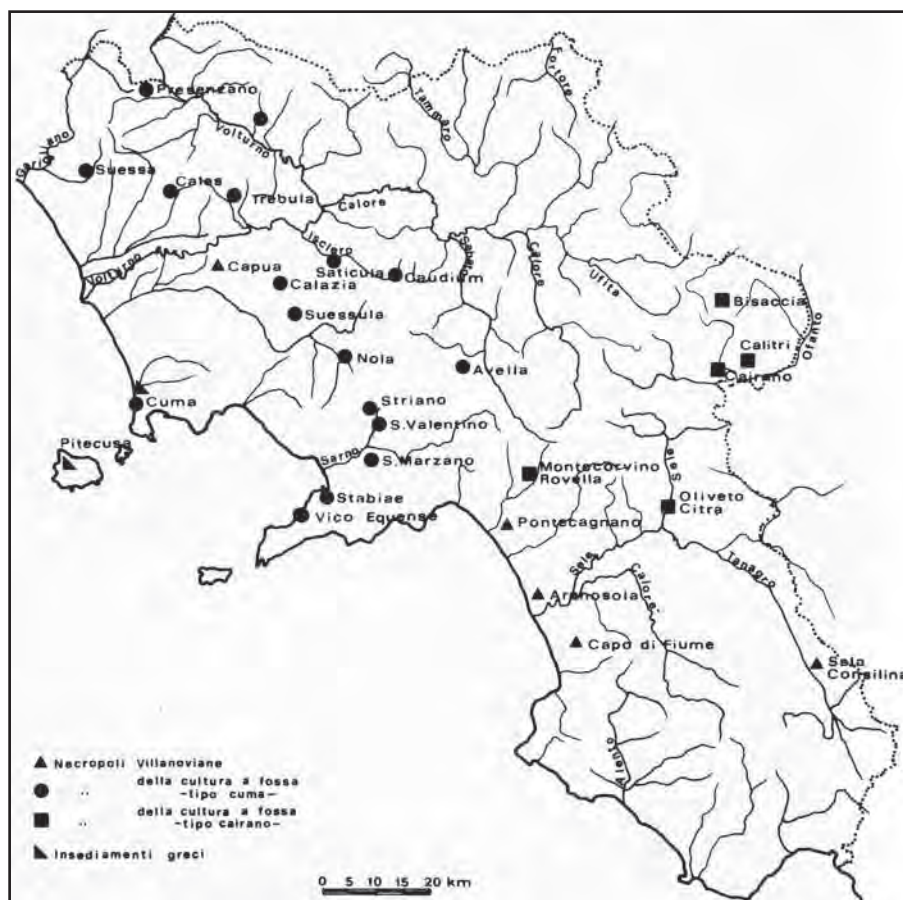 Fortore
Tammaro
Presenzano
Volturno
Garigliano
Suessa
Cales
Trebula
Calore
Isclero
Sabato
Calore
Ufita
Volturno
Capua
Saticula
Caudium
Calazia
Bisaccia
Ofanto
Suessula
Calitri
Nola
Avella
Cairano
Cuma
Striano
S.Valentino
Pitecusa
Sarno
S.Marzano
Sele
Montecorvino
Rovella
Stabiae
Oliveto
Citra
Vico Equense
Pontecagnano
Sele
Tanagro
Calore
Arenosola
Capo di Fiume
Sala
Consilina
Alento
Necropoli Villanoviane
,, della cultura a fossa
-tipo cuma-
,, della cultura a fossa
-tipo cairano-
Insediamenti greci
0 5 10 20 km